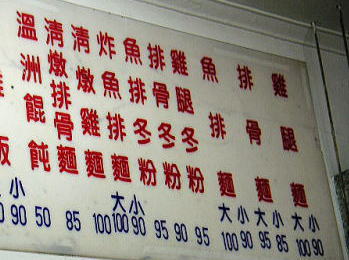 雞腿麵
大小
100 90
排骨麵
大小
95 85
魚排麵
大小
100 90
雞腿冬粉
95
排骨冬粉
90
魚排冬粉
95
炸魚排麵
大小
100 90
清燉雞麵
100
清燉排骨麵
85
溫洲餛飩
50
飯
小
90